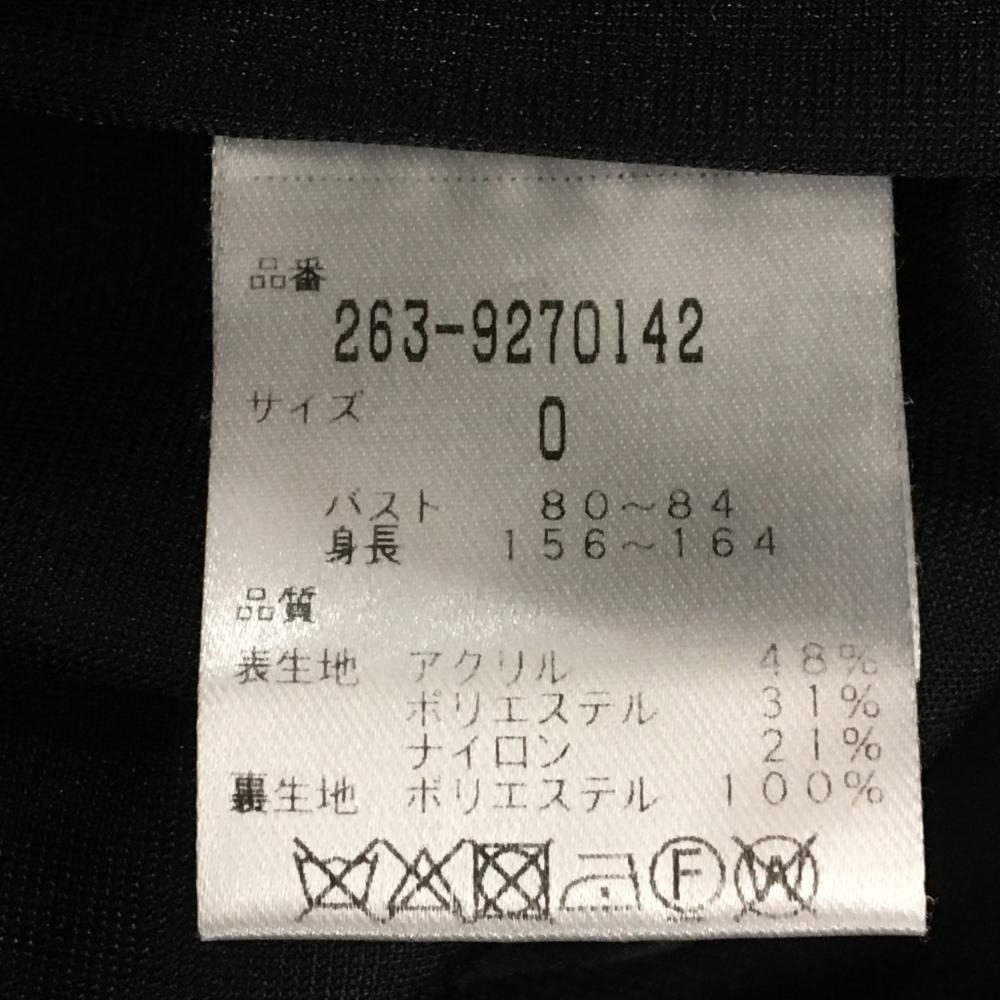 品番
263-9270142
サイズ 0
バスト 80～84
身長 156～164
品質
表生地 アクリル 48%
ポリエステル 31%
ナイロン 21%
裏生地 ポリエステル 100%
F W